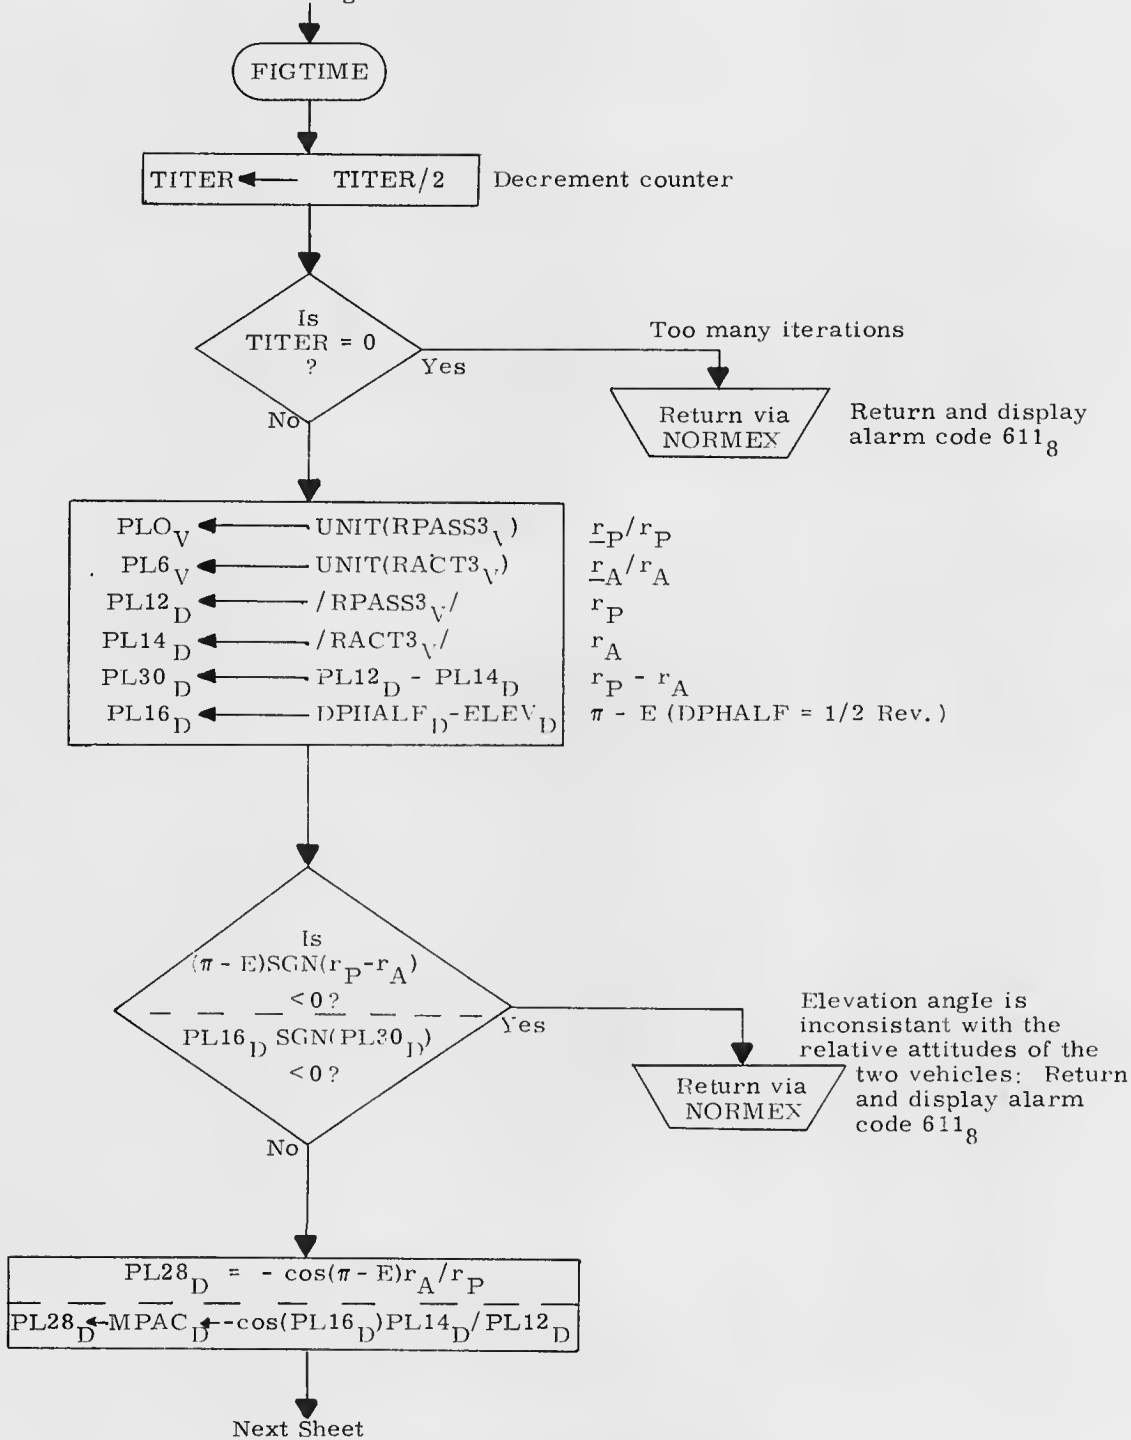 FIGTIME
TITER ← TITER/2 Decrement counter
Is
TITER = 0
?
Yes
No
Too many iterations
Return via
NORMEX
Return and display
alarm code 611₈
PLO_V ← UNIT(RPASS3_V) r_P/r_P
PL6_V ← UNIT(RACT3_V) r_A/r_A
PL12_D ← /RPASS3_V/ r_P
PL14_D ← /RACT3_V/ r_A
PL30_D ← PL12_D - PL14_D r_P - r_A
PL16_D ← DPHALF_D-ELEV_D π - E (DPHALF = 1/2 Rev.)
Is
(π - E)SGN(r_P-r_A)
<0?
PL16_D SGN(PL30_D)
<0?
Yes
No
Elevation angle is
inconsistant with the
relative attitudes of the
two vehicles: Return
and display alarm
code 611₈
Return via
NORMEX
PL28_D = - cos(π - E)r_A/r_P
PL28_D←MPAC_D←-cos(PL16_D)PL14_D/PL12_D
Next Sheet